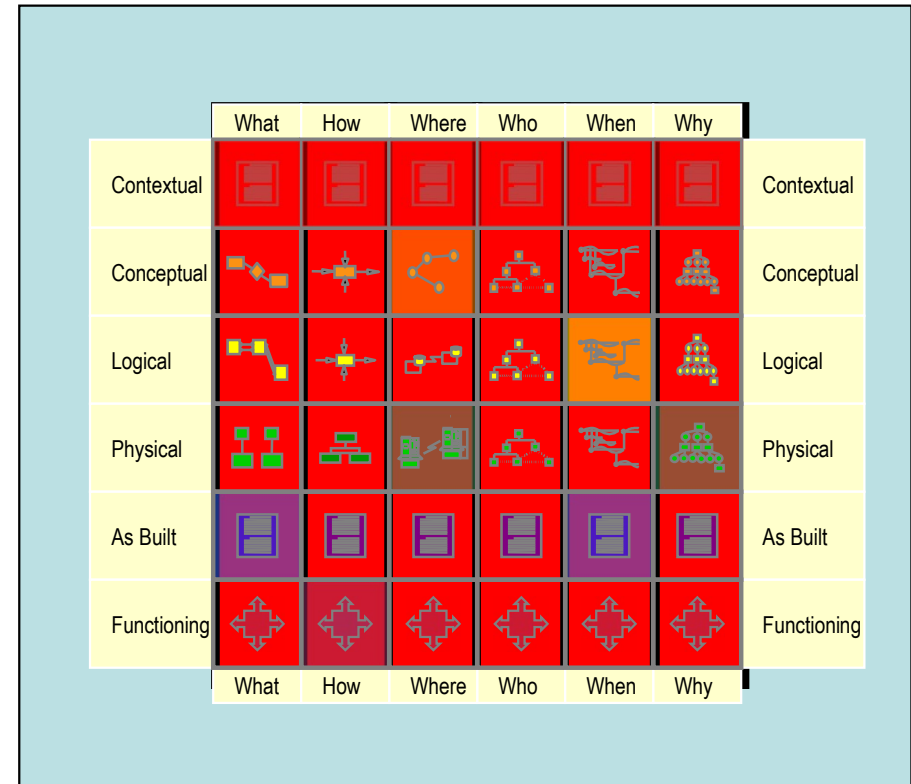 What How Where Who When Why
Contextual Contextual
Conceptual Conceptual
Logical Logical
Physical Physical
As Built As Built
Functioning Functioning
What How Where Who When Why